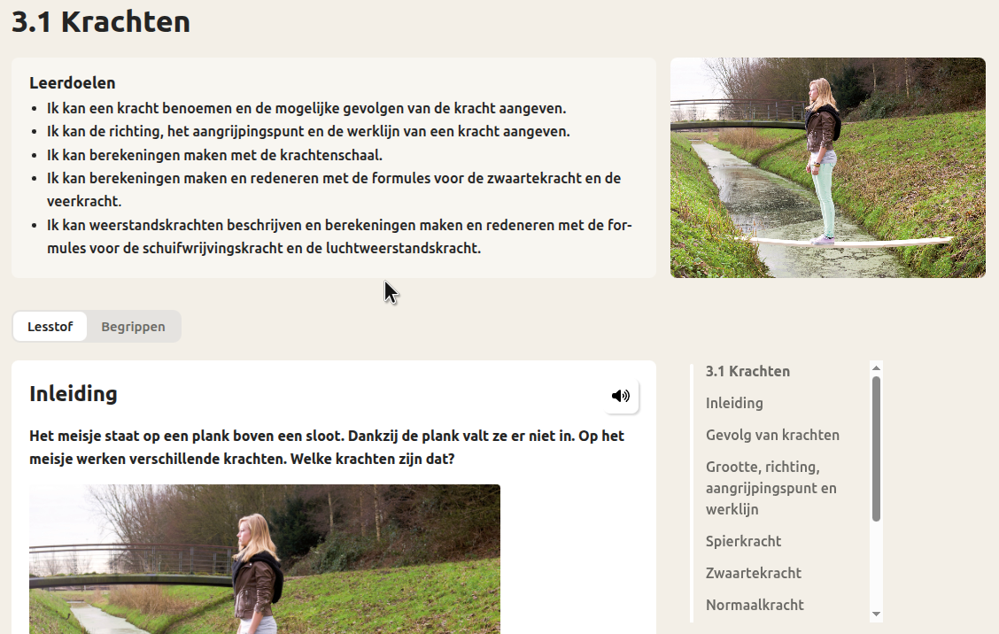 3.1 Krachten
Leerdoelen
• Ik kan een kracht benoemen en de mogelijke gevolgen van de kracht aangeven.
• Ik kan de richting, het aangrijpingspunt en de werklijn van een kracht aangeven.
• Ik kan berekeningen maken met de krachtenschaal.
• Ik kan berekeningen maken en redeneren met de formules voor de zwaartekracht en de
veerkracht.
• Ik kan weerstandskrachten beschrijven en berekeningen maken en redeneren met de for-
mules voor de schuifwrijvingskracht en de luchtweerstandskracht.
Lesstof
Begrippen
Inleiding
Het meisje staat op een plank boven een sloot. Dankzij de plank valt ze er niet in. Op het
meisje werken verschillende krachten. Welke krachten zijn dat?
3.1 Krachten
Inleiding
Gevolg van krachten
Grootte, richting,
aangrijpingspunt en
werklijn
Spierkracht
Zwaartekracht
Normaalkracht